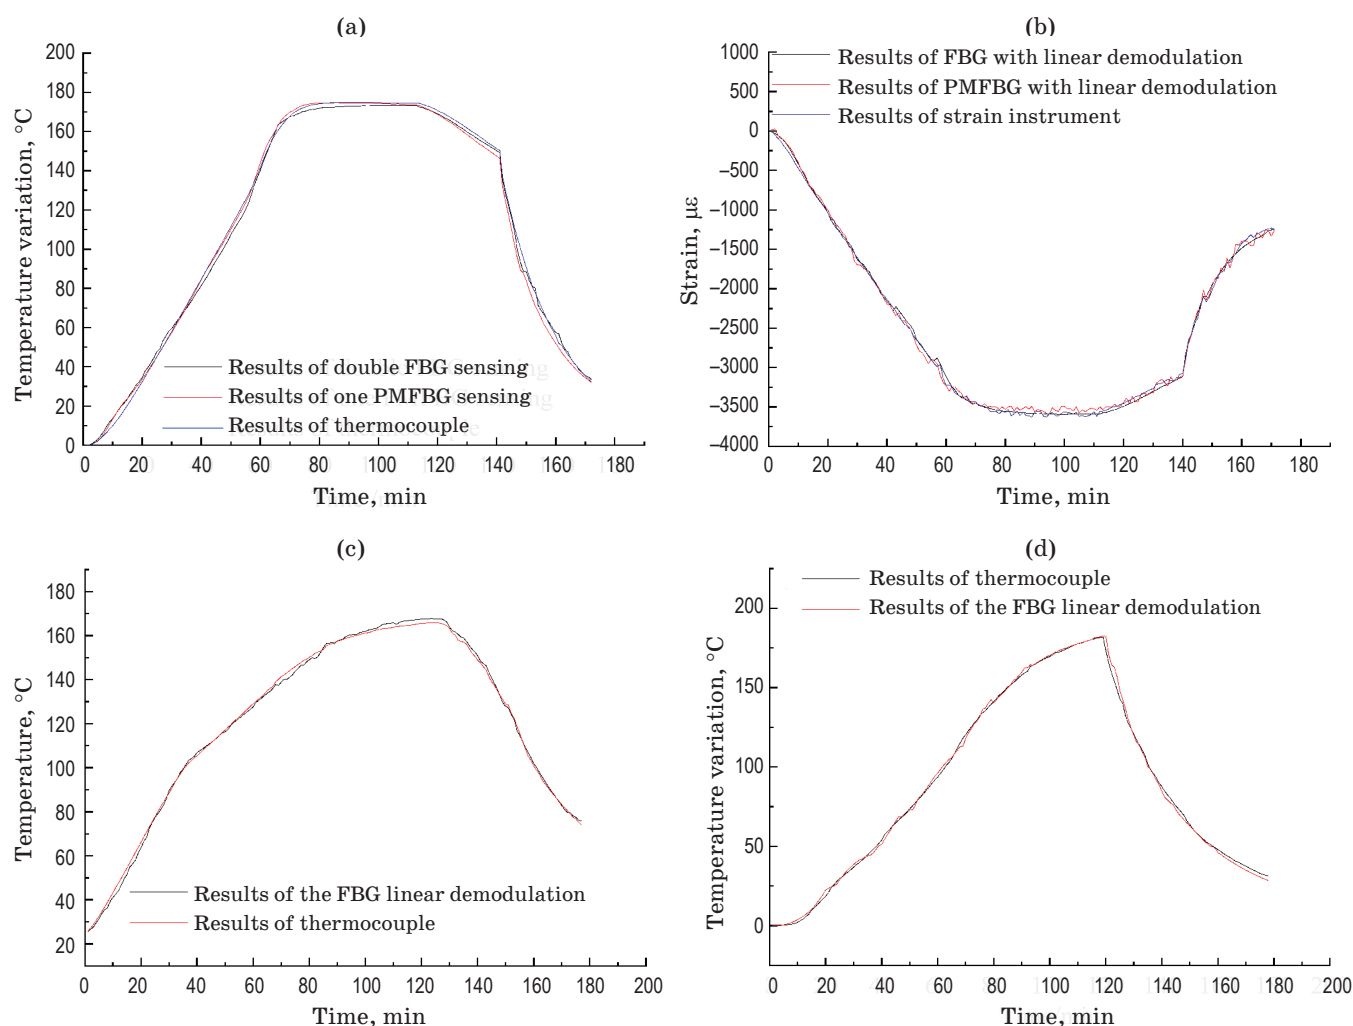 (a)
200
180
160
140
120
100
80
60
40
20
0
Temperature variation, °C
Results of double FBG sensing
Results of one PMFBG sensing
Results of thermocouple
0 20 40 60 80 100 120 140 160 180
Time, min
(b)
1000
500
0
–500
–1000
–1500
–2000
–2500
–3000
–3500
–4000
Strain, με
Results of FBG with linear demodulation
Results of PMFBG with linear demodulation
Results of strain instrument
0 20 40 60 80 100 120 140 160 180
Time, min
(c)
180
160
140
120
100
80
60
40
20
Temperature, °C
Results of the FBG linear demodulation
Results of thermocouple
0 20 40 60 80 100 120 140 160 180 200
Time, min
(d)
200
150
100
50
0
Temperature variation, °C
Results of thermocouple
Results of the FBG linear demodulation
0 20 40 60 80 100 120 140 160 180 200
Time, min